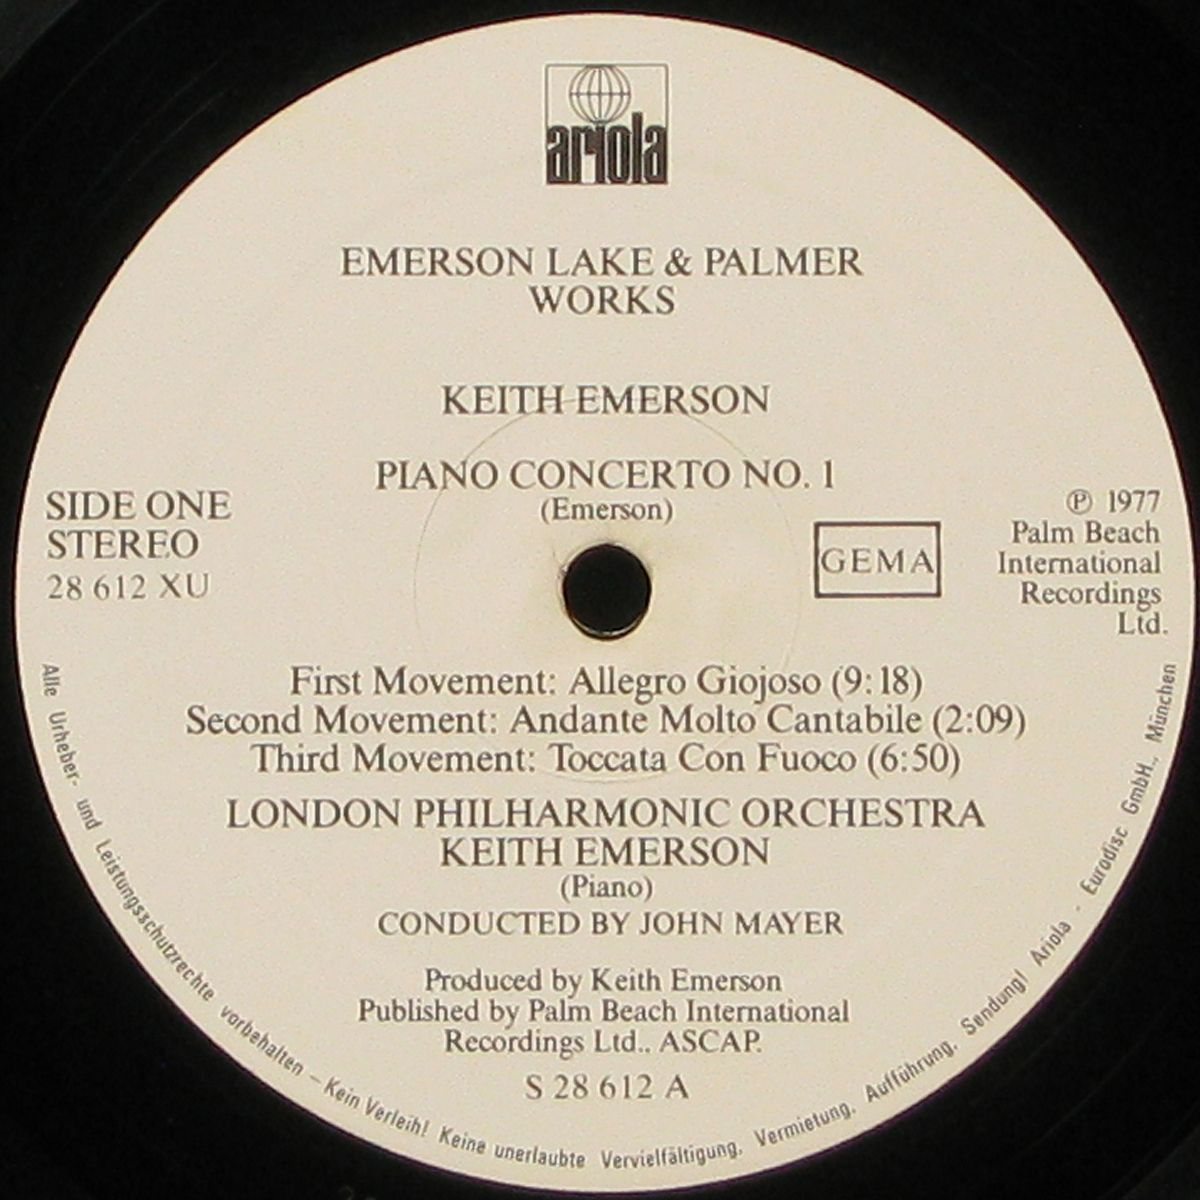 ariola
EMERSON LAKE & PALMER
WORKS
KEITH EMERSON
PIANO CONCERTO NO. 1
(Emerson)
SIDE ONE
STEREO
28 612 XU
GEMA
℗ 1977
Palm Beach
International
Recordings
Ltd.
First Movement: Allegro Giojoso (9:18)
Second Movement: Andante Molto Cantabile (2:09)
Third Movement: Toccata Con Fuoco (6:50)
LONDON PHILHARMONIC ORCHESTRA
KEITH EMERSON
(Piano)
CONDUCTED BY JOHN MAYER
Produced by Keith Emerson
Published by Palm Beach International
Recordings Ltd., ASCAP.
S 28 612 A
Alle Urheber- und Leistungsschutzrechte vorbehalten – Kein Verleih! Keine unerlaubte Vervielfältigung, Vermietung, Aufführung, Sendung! Ariola - Eurodisc GmbH., München